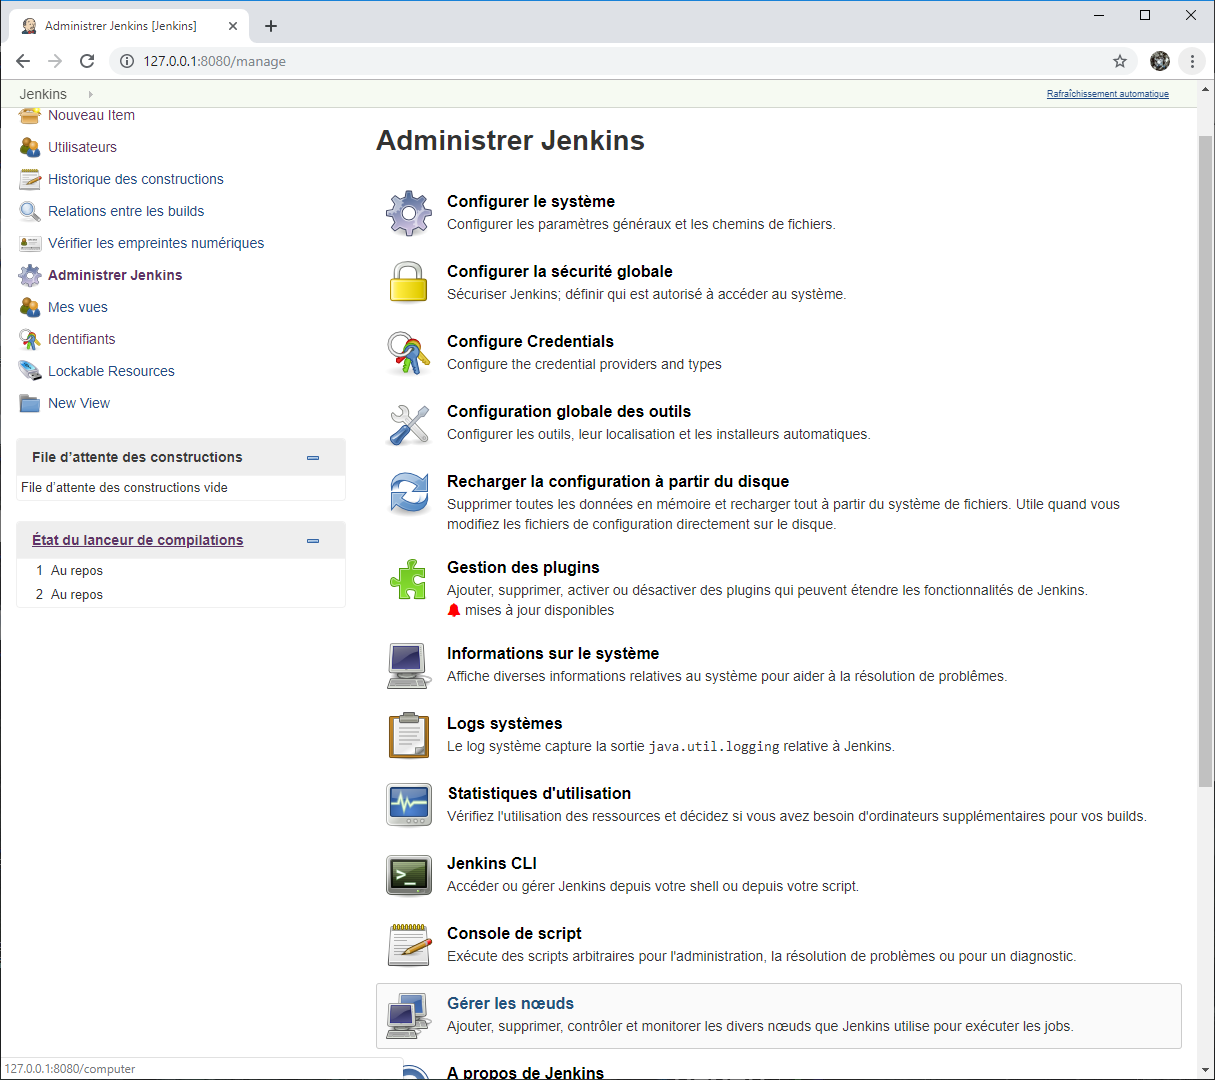 Administrer Jenkins [Jenkins]
127.0.0.1:8080/manage
Jenkins
Rafraîchissement automatique
Nouveau Item
Utilisateurs
Historique des constructions
Relations entre les builds
Vérifier les empreintes numériques
Administrer Jenkins
Mes vues
Identifiants
Lockable Resources
New View
File d'attente des constructions
File d'attente des constructions vide
État du lanceur de compilations
1 Au repos
2 Au repos
Administrer Jenkins
Configurer le système
Configurer les paramètres généraux et les chemins de fichiers.
Configurer la sécurité globale
Sécuriser Jenkins; définir qui est autorisé à accéder au système.
Configure Credentials
Configure the credential providers and types
Configuration globale des outils
Configurer les outils, leur localisation et les installeurs automatiques.
Recharger la configuration à partir du disque
Supprimer toutes les données en mémoire et recharger tout à partir du système de fichiers. Utile quand vous
modifiez les fichiers de configuration directement sur le disque.
Gestion des plugins
Ajouter, supprimer, activer ou désactiver des plugins qui peuvent étendre les fonctionnalités de Jenkins.
mises à jour disponibles
Informations sur le système
Affiche diverses informations relatives au système pour aider à la résolution de problêmes.
Logs systèmes
Le log système capture la sortie java.util.logging relative à Jenkins.
Statistiques d'utilisation
Vérifiez l'utilisation des ressources et décidez si vous avez besoin d'ordinateurs supplémentaires pour vos builds.
Jenkins CLI
Accéder ou gérer Jenkins depuis votre shell ou depuis votre script.
Console de script
Exécute des scripts arbitraires pour l'administration, la résolution de problèmes ou pour un diagnostic.
Gérer les nœuds
Ajouter, supprimer, contrôler et monitorer les divers nœuds que Jenkins utilise pour exécuter les jobs.
A propos de Jenkins
127.0.0.1:8080/computer